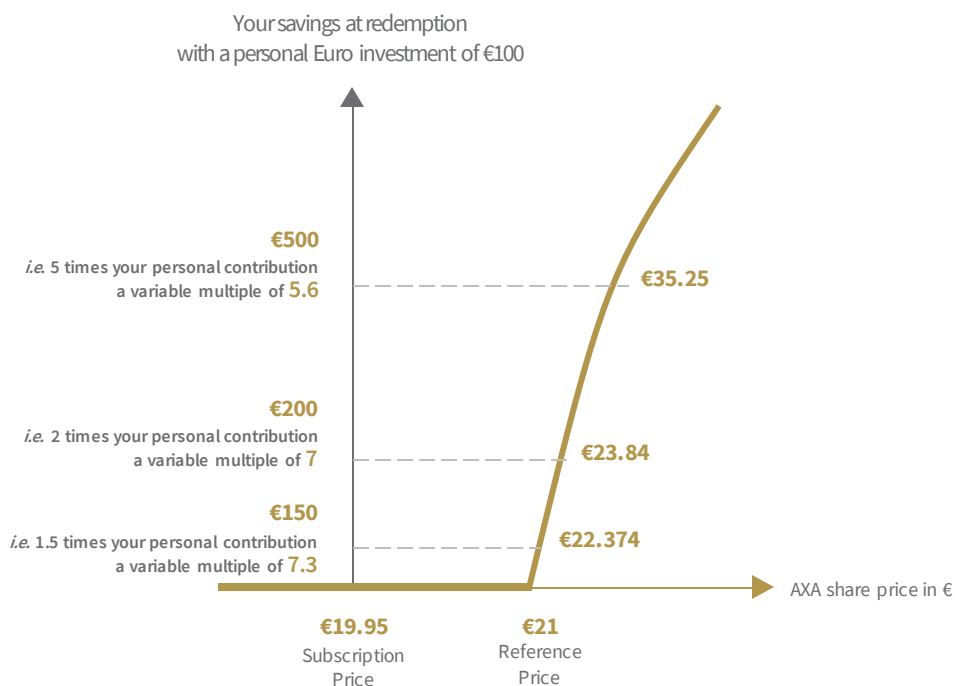 Your savings at redemption
with a personal Euro investment of €100
€500
i.e. 5 times your personal contribution
a variable multiple of 5.6
€35.25
€200
i.e. 2 times your personal contribution
a variable multiple of 7
€23.84
€150
i.e. 1.5 times your personal contribution
a variable multiple of 7.3
€22.374
AXA share price in €
€19.95
Subscription
Price
€21
Reference
Price